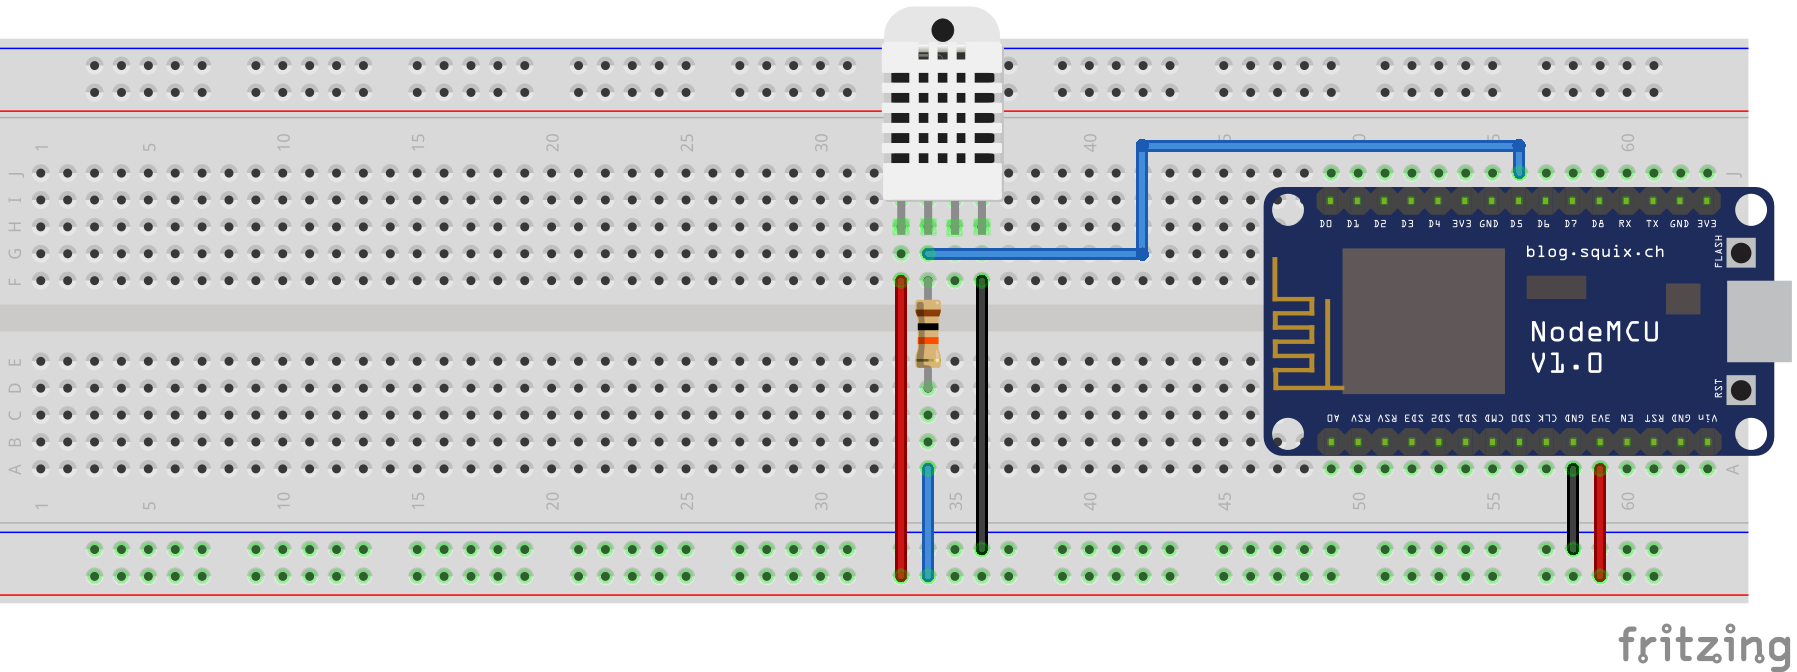 1 5 10 15 20 25 30 40 5 0 5 60
J J
I
H
G
F
D0 D1 D2 D3 D4 3V3 GND D5 D6 D7 D8 RX TX GND 3V3
blog.squix.ch
FLASH
NodeMCU
V1.0
RST
E
D
C
B
A A
A0 RSV RSV SD3 SD2 SD1 CMD SD0 CLK GND 3V3 EN RST GND Vin
1 5 10 15 20 25 30 35 40 45 50 55 60
fritzing